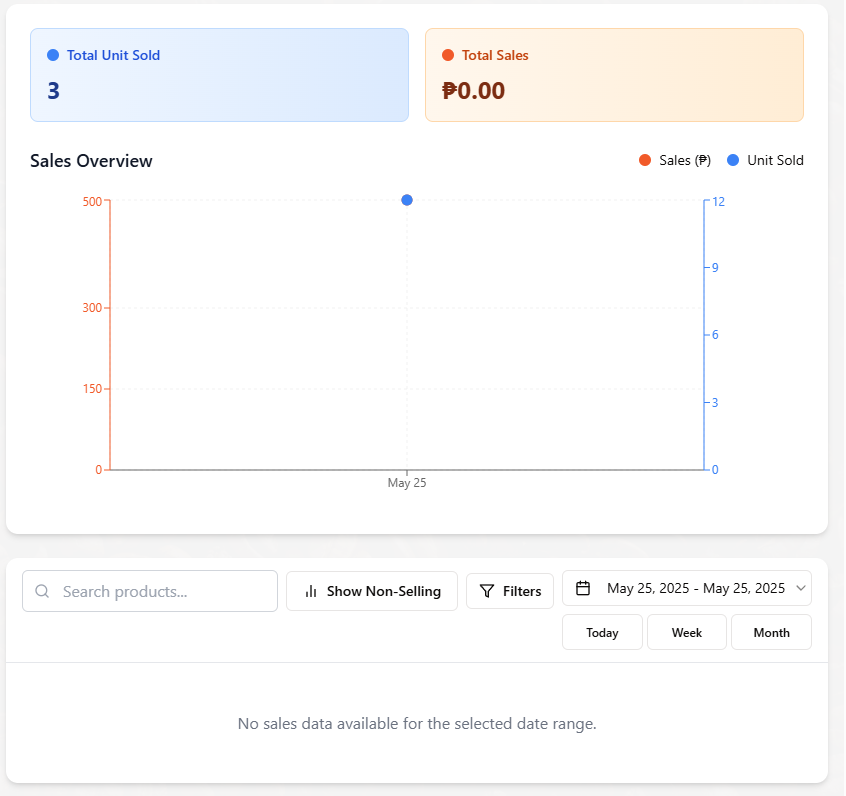 Total Unit Sold
3
Total Sales
₱0.00
Sales Overview
Sales (₱)
Unit Sold
500
300
150
0
12
9
6
3
0
May 25
Search products...
Show Non-Selling
Filters
May 25, 2025 - May 25, 2025
Today
Week
Month
No sales data available for the selected date range.